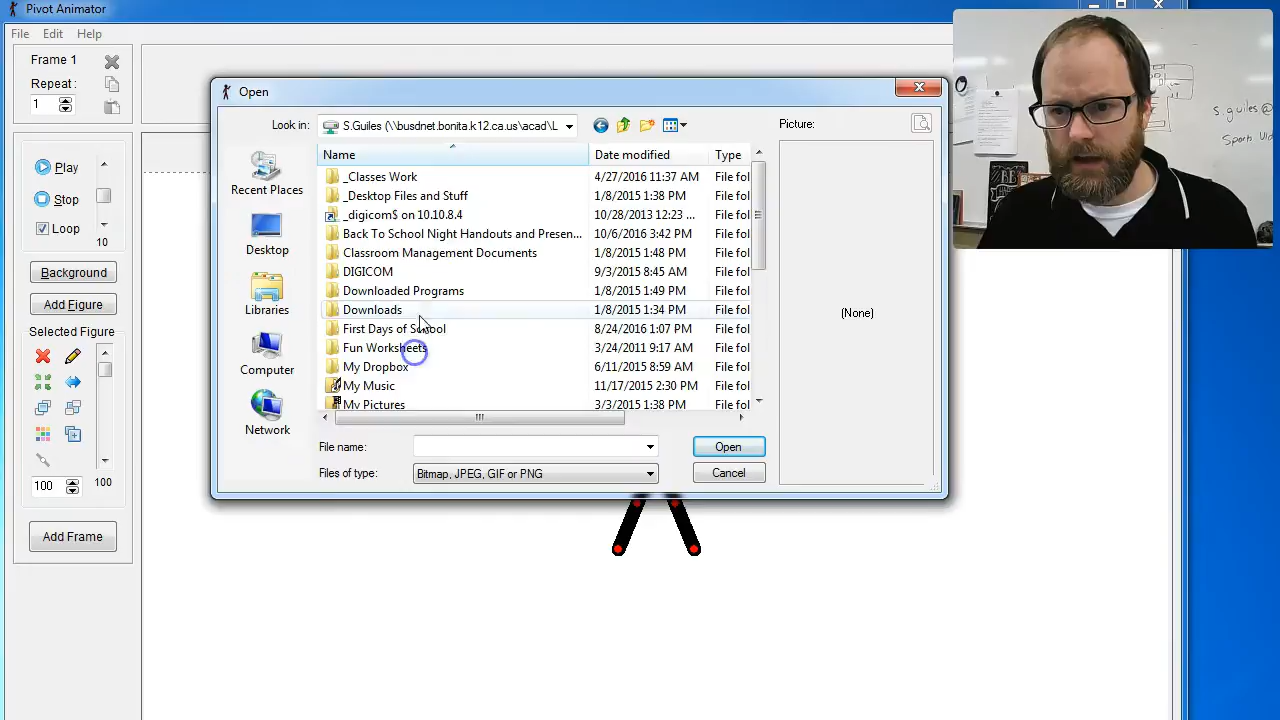 Pivot Animator
File Edit Help
Frame 1
Repeat :
1
Play
Stop
Loop
10
Background
Add Figure
Selected Figure
100
100
Add Frame
Open
Name
Date modified
Type
_Classes Work
4/27/2016 11:37 AM
File fol
_Desktop Files and Stuff
1/8/2015 1:38 PM
File fol
_digicom$ on 10.10.8.4
10/28/2013 12:23 ...
File fol
Back To School Night Handouts and Presen...
10/6/2016 3:42 PM
File fol
Classroom Management Documents
1/8/2015 1:48 PM
File fol
DIGICOM
9/3/2015 8:45 AM
File fol
Downloaded Programs
1/8/2015 1:49 PM
File fol
Downloads
1/8/2015 1:34 PM
File fol
First Days of School
8/24/2016 1:07 PM
File fol
Fun Worksheets
3/24/2011 9:17 AM
File fol
My Dropbox
6/11/2015 8:59 AM
File fol
My Music
11/17/2015 2:30 PM
File fol
My Pictures
3/3/2015 1:38 PM
File fol
Recent Places
Desktop
Libraries
Computer
Network
File name:
Open
Files of type:
Bitmap, JPEG, GIF or PNG
Cancel
Picture:
(None)
s.guiles@
Sports